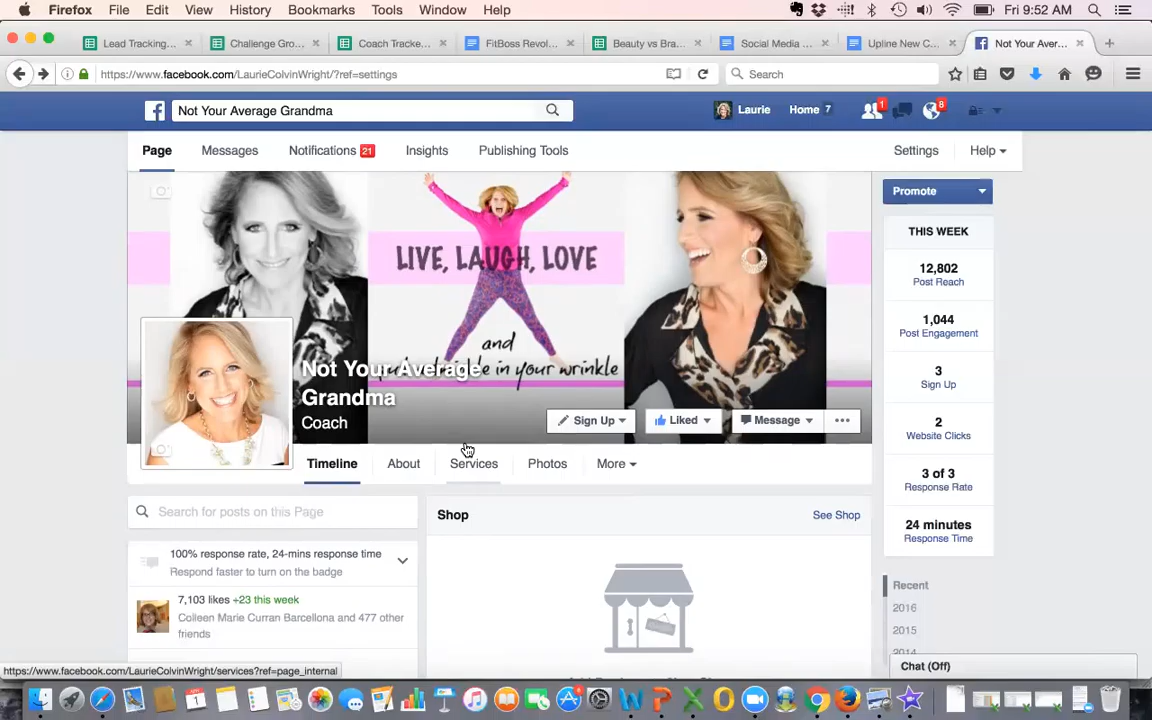 Firefox File Edit View History Bookmarks Tools Window Help Fri 9:52 AM
Lead Tracking... × Challenge Gro... × Coach Tracke... × FitBoss Revol... × Beauty vs Bra... × Social Media ... × Upline New C... × Not Your Aver... ×
https://www.facebook.com/LaurieColvinWright/?ref=settings Search
Not Your Average Grandma Laurie Home 7 1 8
Page Messages Notifications 21 Insights Publishing Tools Settings Help
Promote
THIS WEEK
12,802
Post Reach
1,044
Post Engagement
3
Sign Up
2
Website Clicks
3 of 3
Response Rate
24 minutes
Response Time
LIVE, LAUGH, LOVE
and
in your wrinkle
Not Your Average
Grandma
Coach
Sign Up Liked Message •••
Timeline About Services Photos More
Search for posts on this Page
100% response rate, 24-mins response time
Respond faster to turn on the badge
7,103 likes +23 this week
Colleen Marie Curran Barcellona and 477 other
friends
Shop See Shop
Recent
2016
2015
2014
Chat (Off)
https://www.facebook.com/LaurieColvinWright/services?ref=page_internal